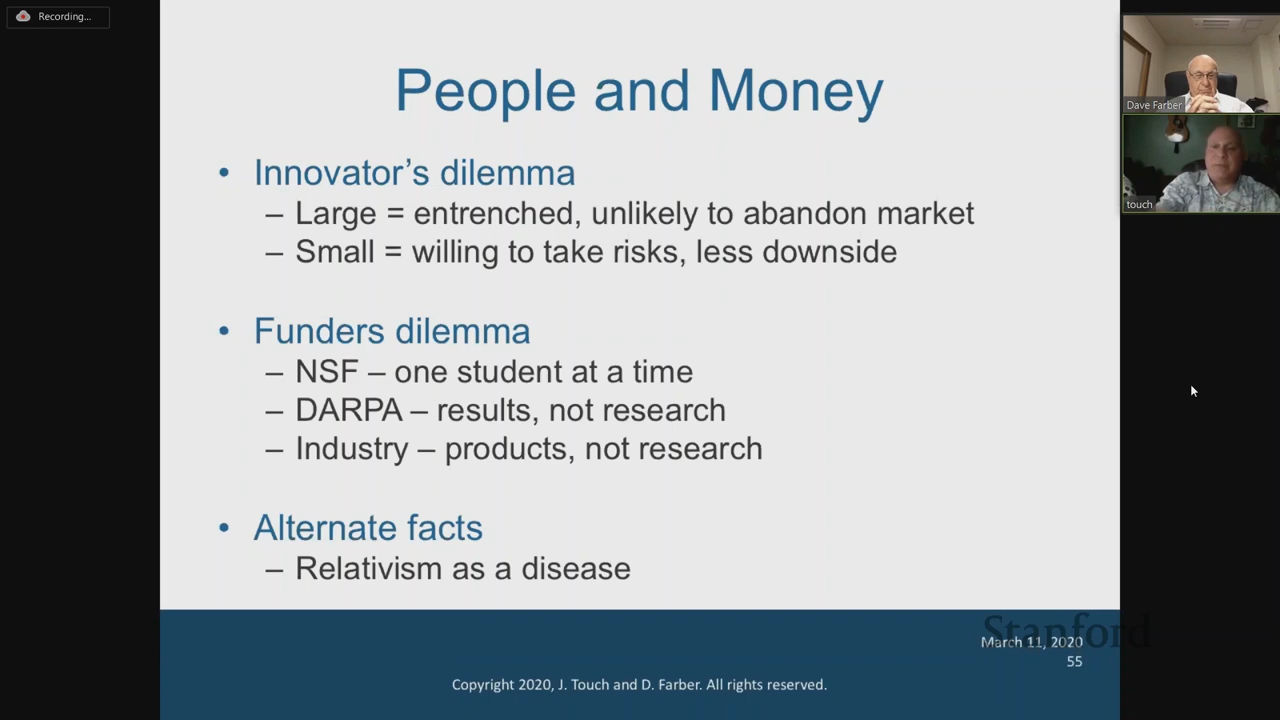 Recording...
People and Money
• Innovator’s dilemma
– Large = entrenched, unlikely to abandon market
– Small = willing to take risks, less downside
• Funders dilemma
– NSF – one student at a time
– DARPA – results, not research
– Industry – products, not research
• Alternate facts
– Relativism as a disease
Stanford
March 11, 2020
55
Copyright 2020, J. Touch and D. Farber. All rights reserved.
Dave Farber
touch